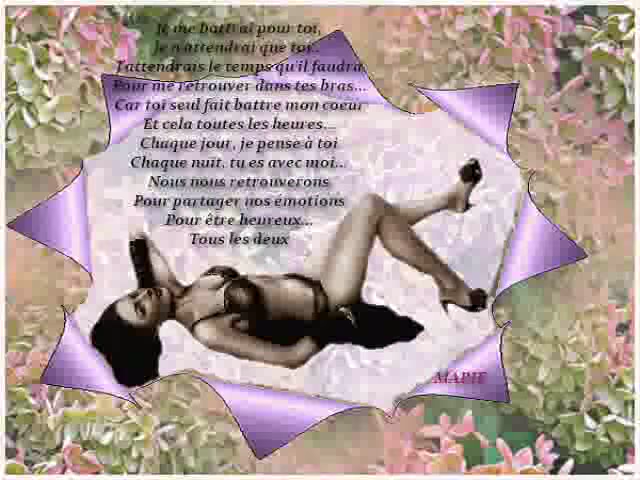 Je me battrai pour toi,
Je n'attendrai que toi..
J'attendrais le temps qu'il faudra,
Pour me retrouver dans tes bras...
Car toi seul fait battre mon coeur
Et cela toutes les heures...
Chaque jour, je pense à toi
Chaque nuit, tu es avec moi...
Nous nous retrouverons
Pour partager nos émotions
Pour être heureux...
Tous les deux
MAPIE